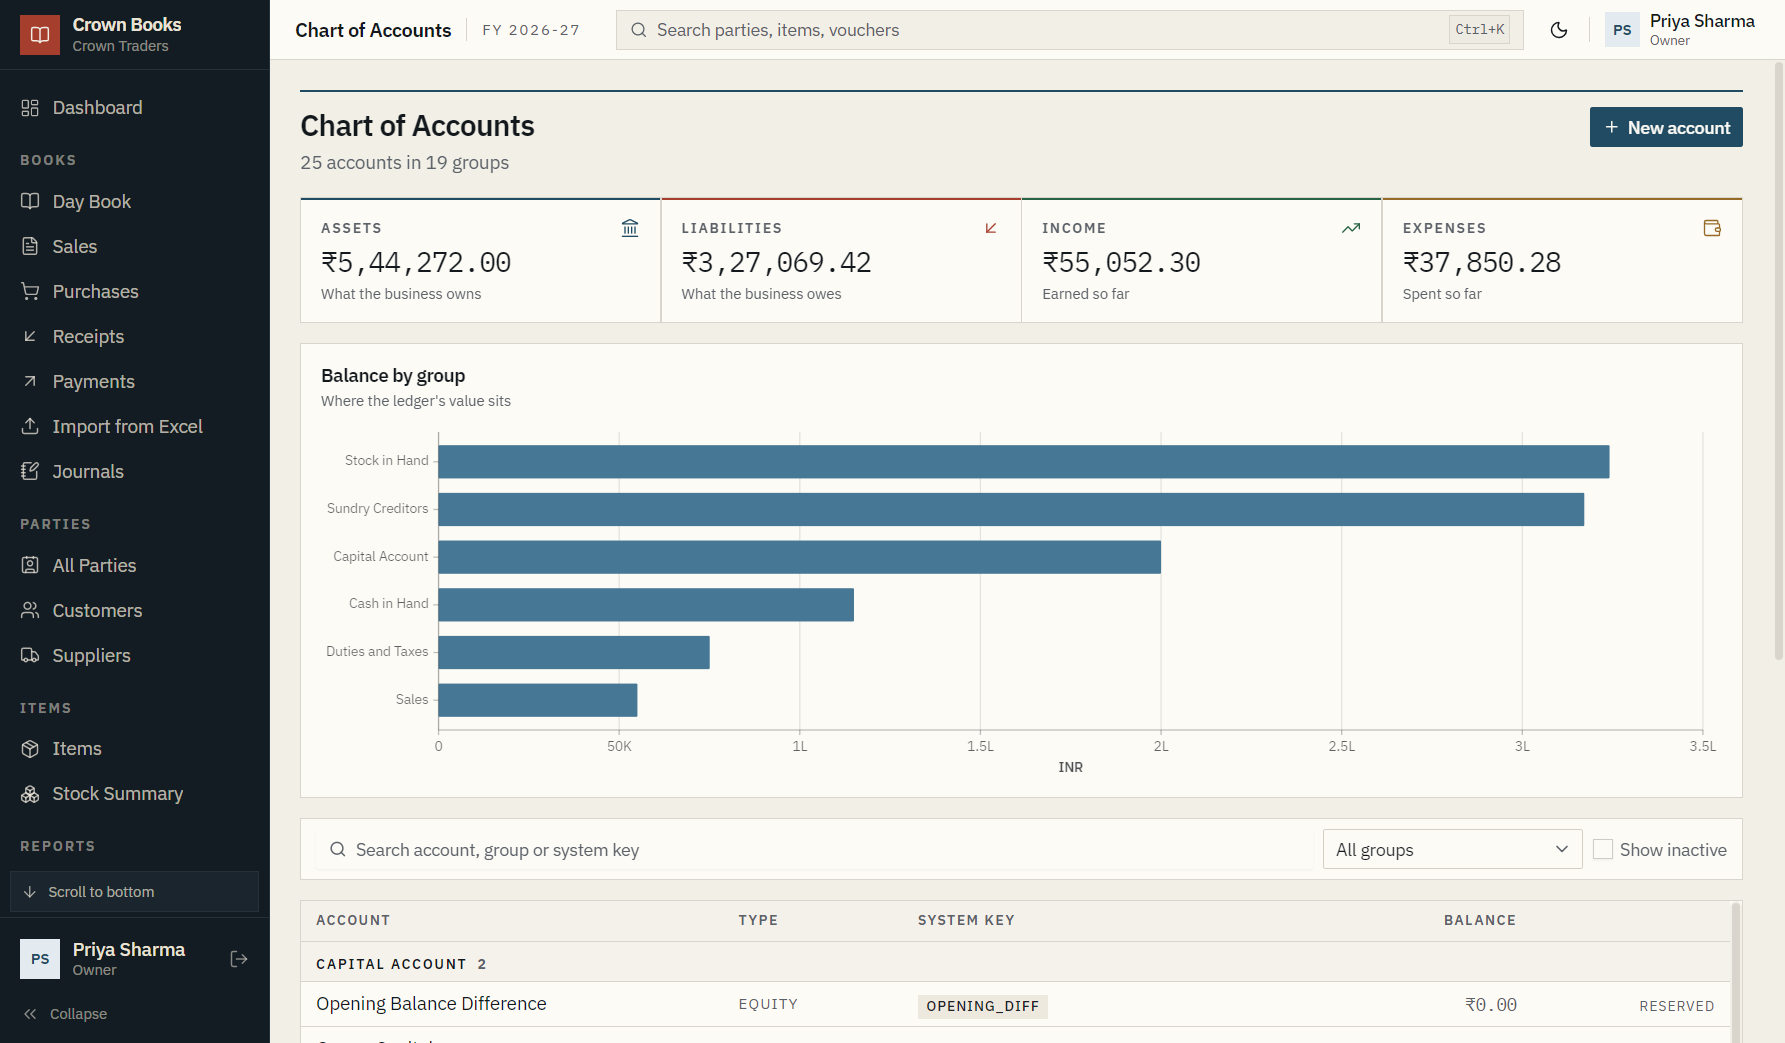 Crown Books
Crown Traders
Dashboard
BOOKS
Day Book
Sales
Purchases
Receipts
Payments
Import from Excel
Journals
PARTIES
All Parties
Customers
Suppliers
ITEMS
Items
Stock Summary
REPORTS
Scroll to bottom
PS
Priya Sharma
Owner
Collapse
Chart of Accounts
FY 2026-27
Search parties, items, vouchers
Ctrl+K
PS
Priya Sharma
Owner
Chart of Accounts
25 accounts in 19 groups
+ New account
ASSETS
₹5,44,272.00
What the business owns
LIABILITIES
₹3,27,069.42
What the business owes
INCOME
₹55,052.30
Earned so far
EXPENSES
₹37,850.28
Spent so far
Balance by group
Where the ledger's value sits
Stock in Hand
Sundry Creditors
Capital Account
Cash in Hand
Duties and Taxes
Sales
0 50K 1L 1.5L 2L 2.5L 3L 3.5L
INR
Search account, group or system key
All groups
Show inactive
ACCOUNT TYPE SYSTEM KEY BALANCE
CAPITAL ACCOUNT 2
Opening Balance Difference EQUITY OPENING_DIFF ₹0.00 RESERVED